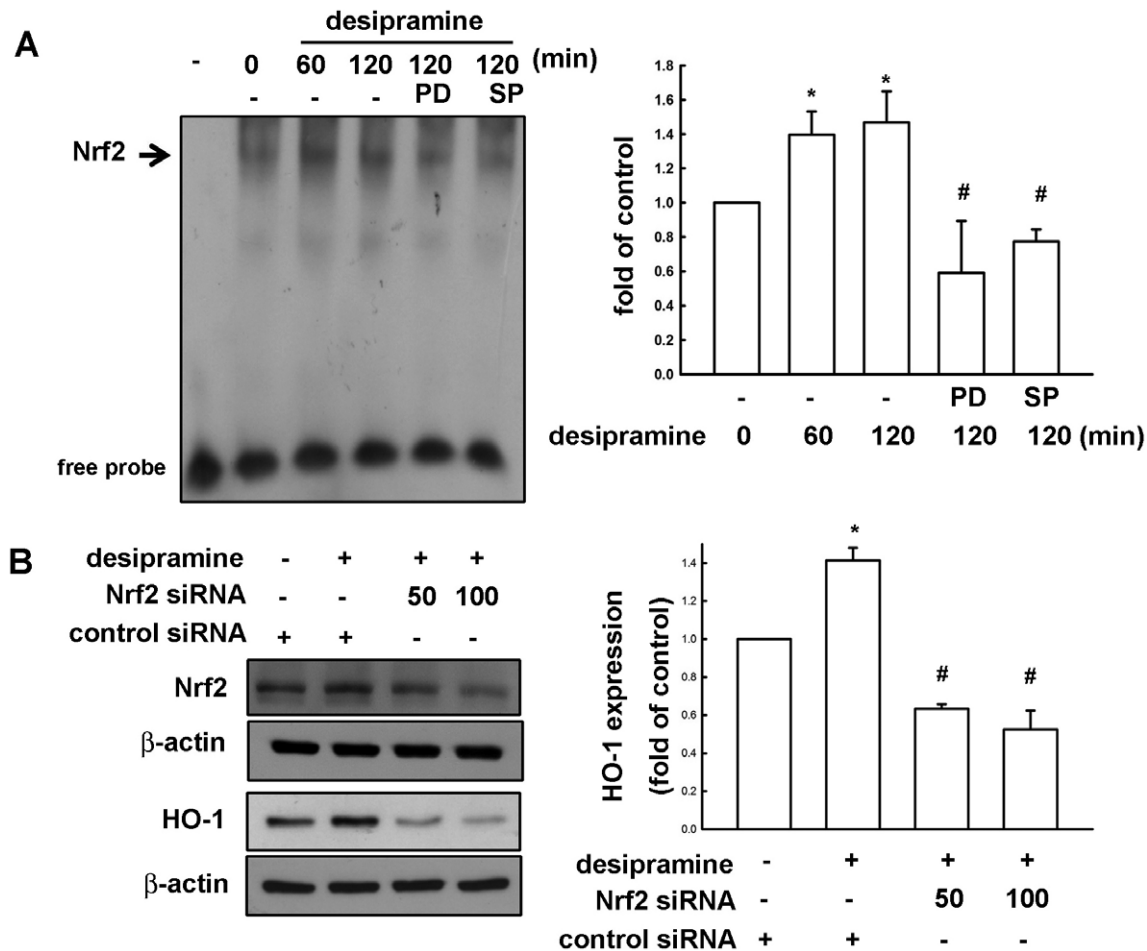 A
desipramine
- 0 60 120 120 120 (min)
- - - PD SP
Nrf2
free probe
fold of control
1.8
1.6
1.4
1.2
1.0
0.8
0.6
0.4
0.2
0.0
* * # #
- - - PD SP
desipramine 0 60 120 120 120 (min)
B
desipramine - + + +
Nrf2 siRNA - - 50 100
control siRNA + + - -
Nrf2
β-actin
HO-1
β-actin
HO-1 expression
(fold of control)
1.4
1.2
1.0
0.8
0.6
0.4
0.2
0.0
* # #
desipramine - + + +
Nrf2 siRNA - - 50 100
control siRNA + + - -